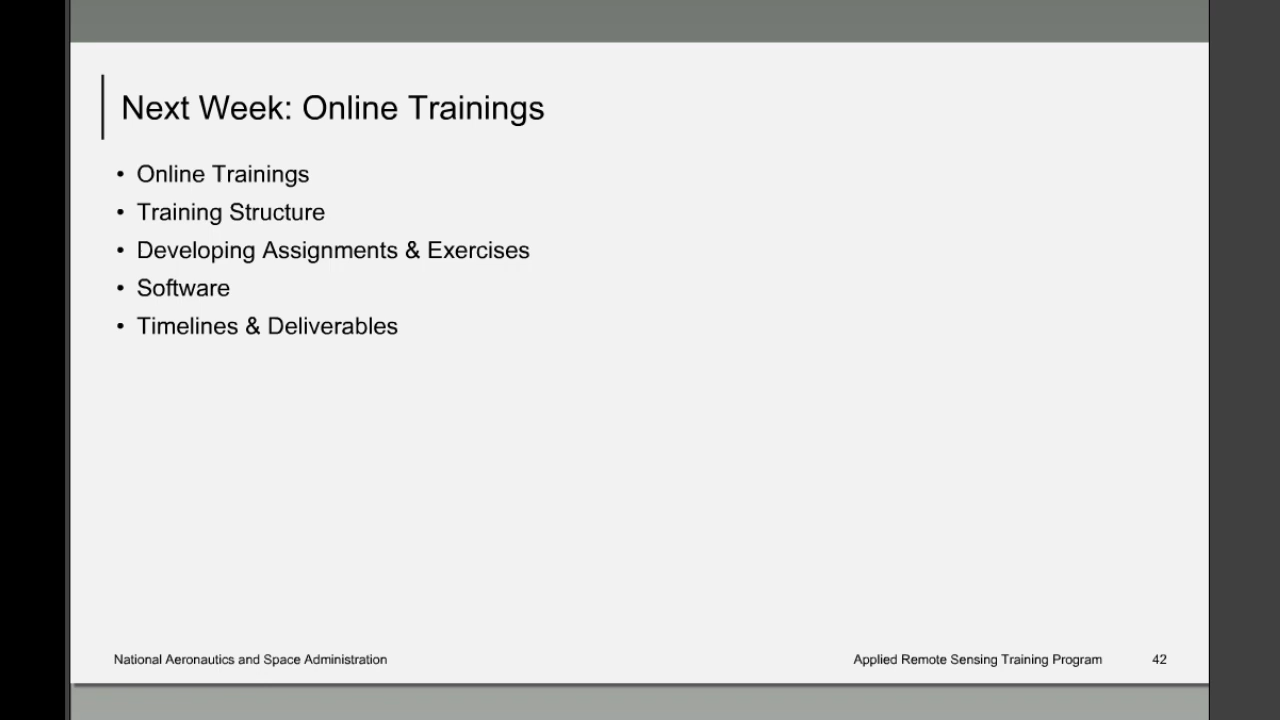 Next Week: Online Trainings
• Online Trainings
• Training Structure
• Developing Assignments & Exercises
• Software
• Timelines & Deliverables
National Aeronautics and Space Administration
Applied Remote Sensing Training Program
42